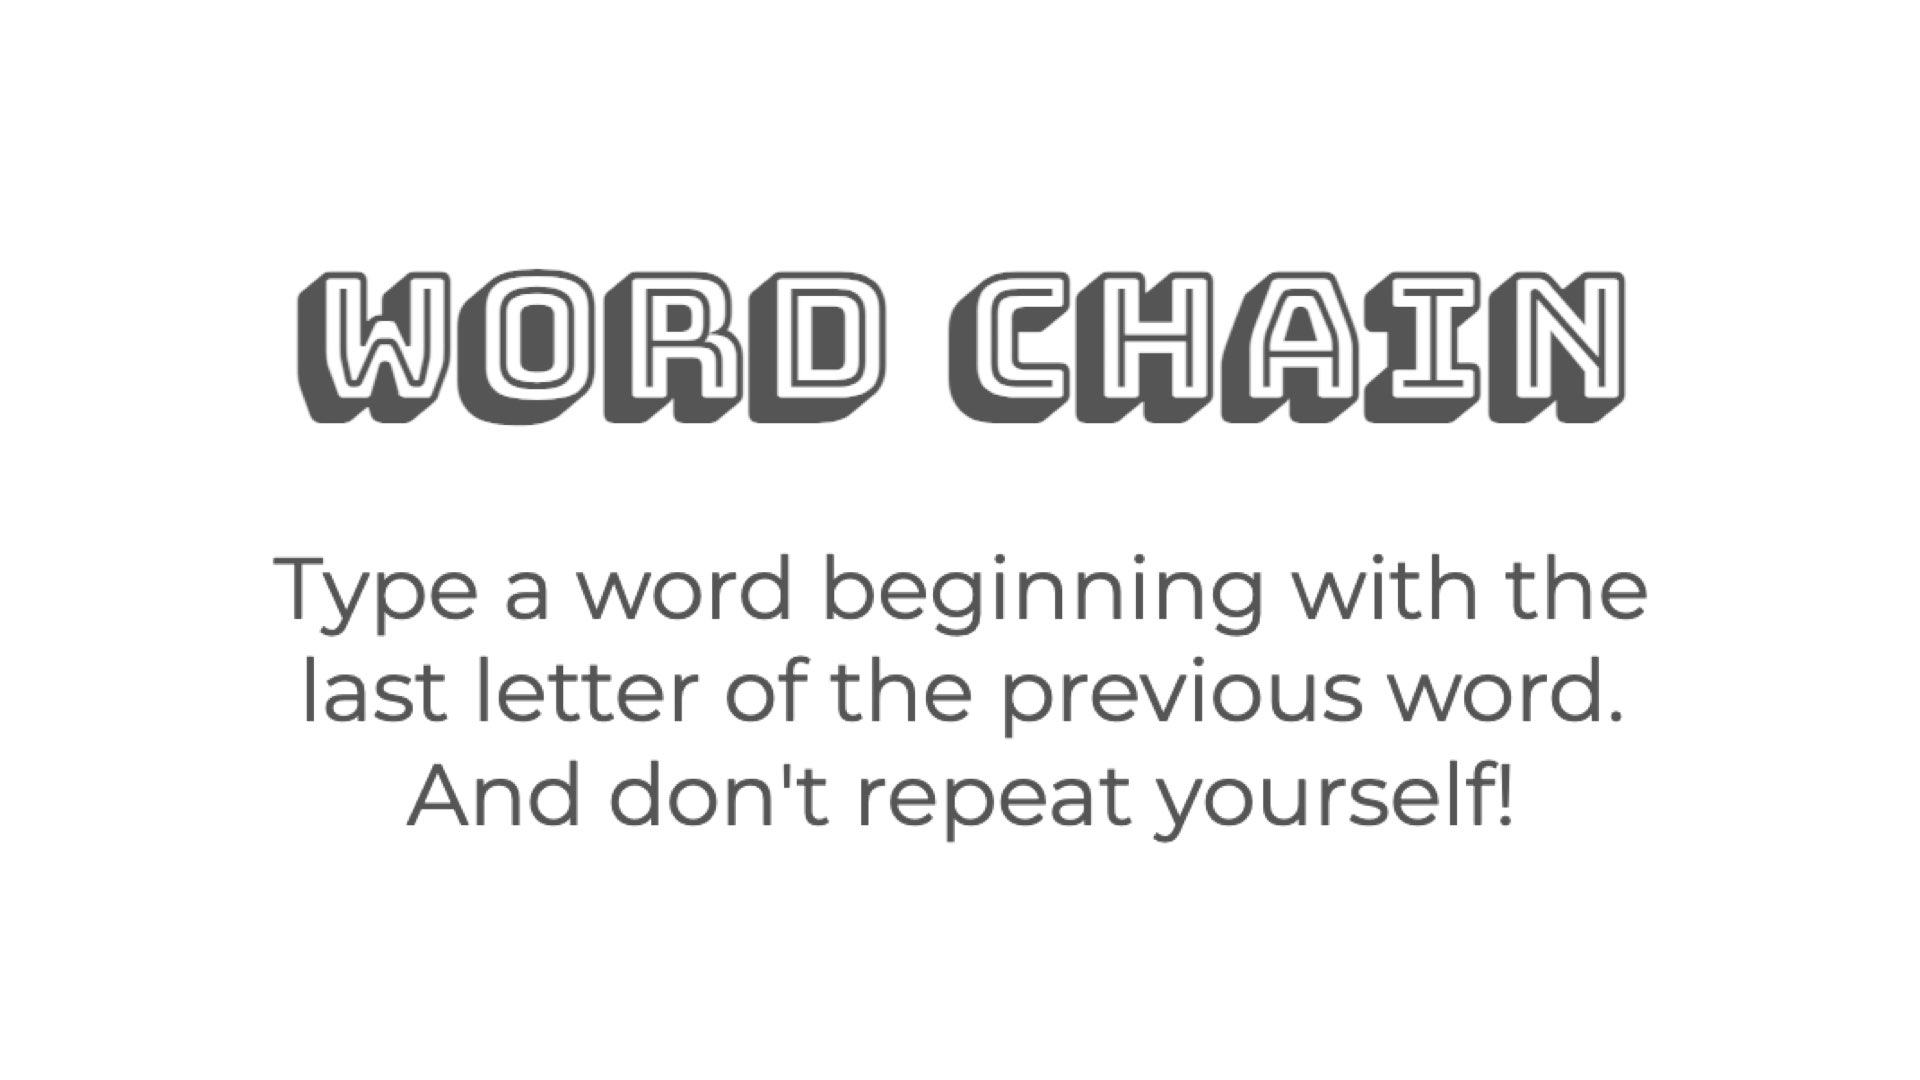 WORD CHAIN
Type a word beginning with the
last letter of the previous word.
And don't repeat yourself!